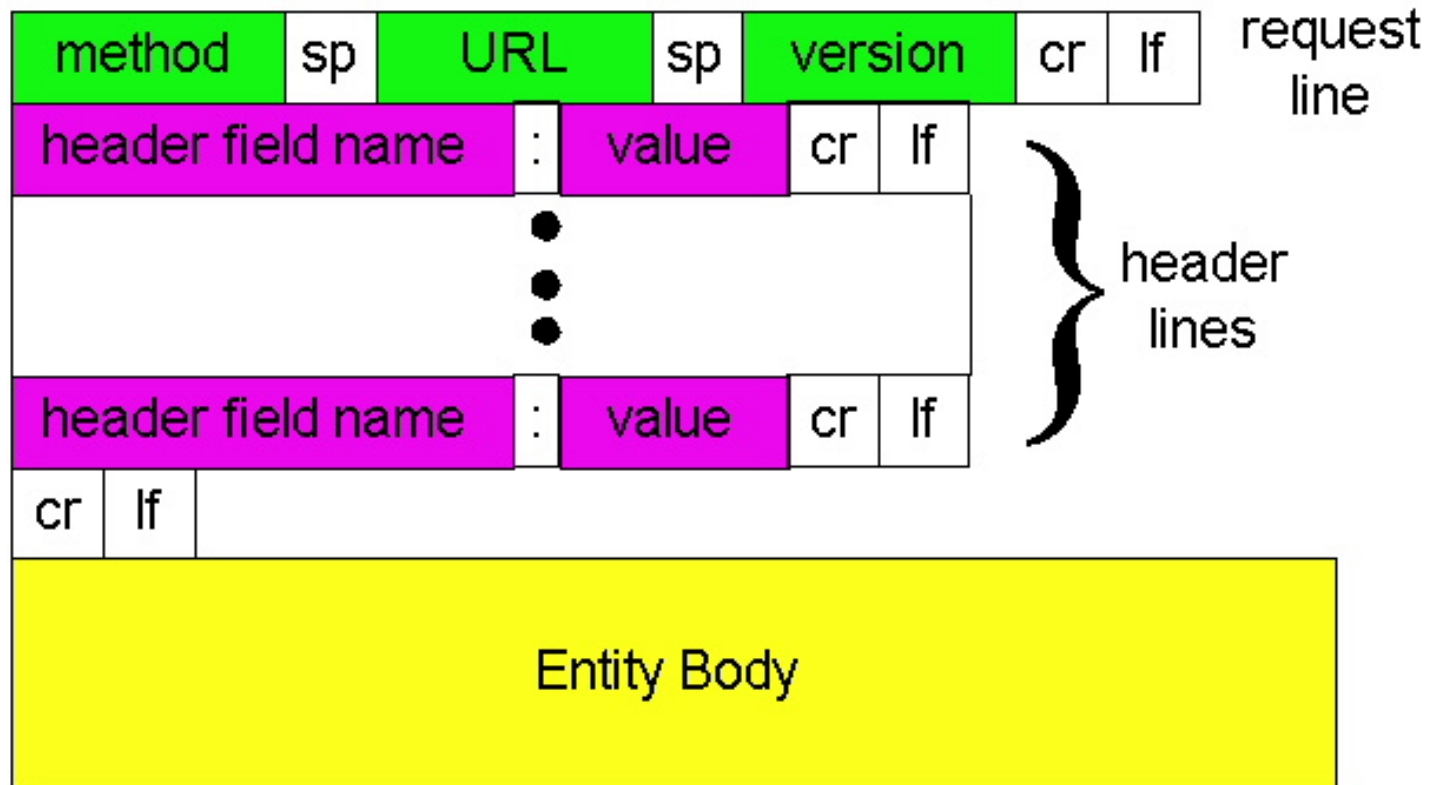 method sp URL sp version cr lf request line
header field name : value cr lf
header lines
header field name : value cr lf
cr lf
Entity Body